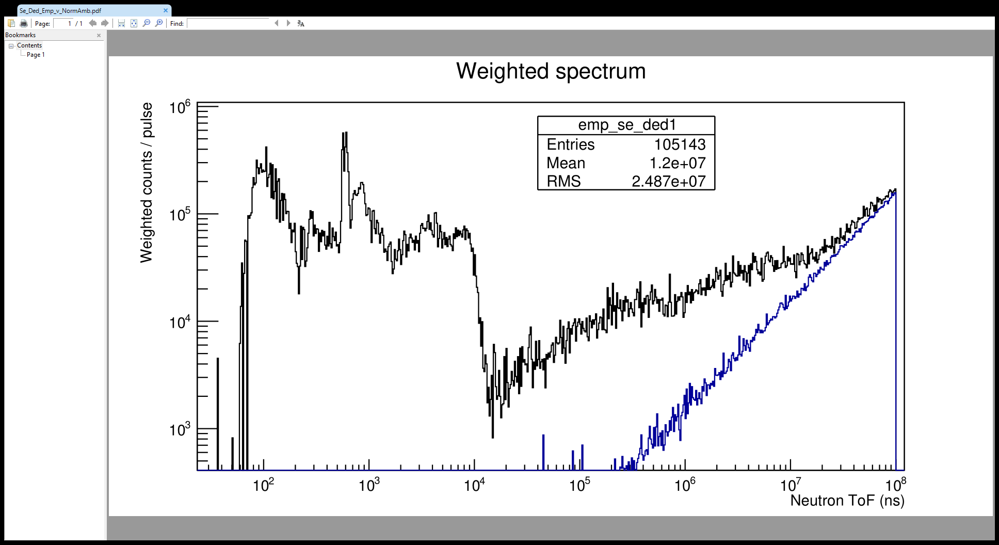 Se_Ded_Emp_v_NormAmb.pdf
Page: 1 / 1 Find:
Bookmarks
Contents
Page 1
Weighted spectrum
Weighted counts / pulse
10^6
10^5
10^4
10^3
emp_se_ded1
Entries 105143
Mean 1.2e+07
RMS 2.487e+07
10^2 10^3 10^4 10^5 10^6 10^7 10^8
Neutron ToF (ns)